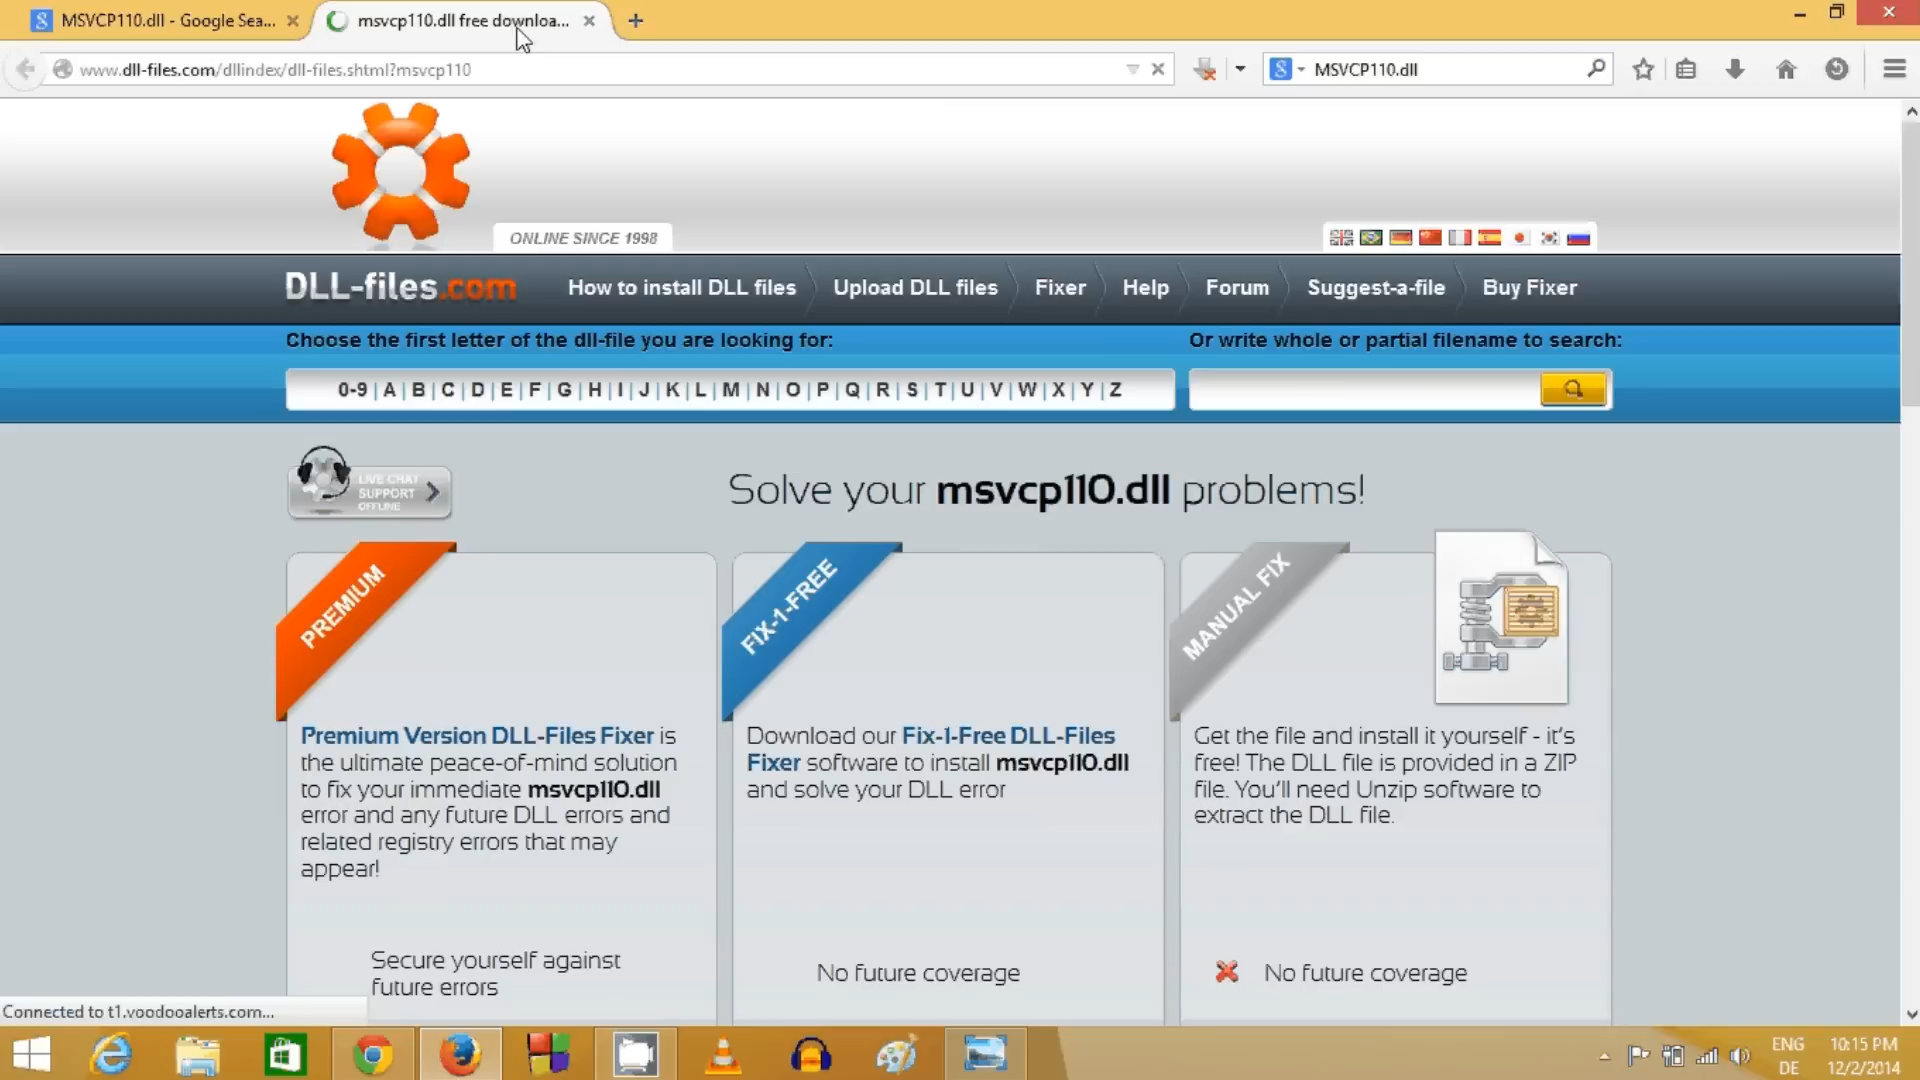 MSVCP110.dll - Google Sea...
msvcp110.dll free downloa...
www.dll-files.com/dllindex/dll-files.shtml?msvcp110
MSVCP110.dll
ONLINE SINCE 1998
DLL-files.com
How to install DLL files
Upload DLL files
Fixer
Help
Forum
Suggest-a-file
Buy Fixer
Choose the first letter of the dll-file you are looking for:
Or write whole or partial filename to search:
0-9 | A | B | C | D | E | F | G | H | I | J | K | L | M | N | O | P | Q | R | S | T | U | V | W | X | Y | Z
LIVE CHAT
SUPPORT
OFFLINE
Solve your msvcp110.dll problems!
PREMIUM
Premium Version DLL-Files Fixer is
the ultimate peace-of-mind solution
to fix your immediate msvcp110.dll
error and any future DLL errors and
related registry errors that may
appear!
Secure yourself against
future errors
FIX-1-FREE
Download our Fix-1-Free DLL-Files
Fixer software to install msvcp110.dll
and solve your DLL error
No future coverage
MANUAL FIX
Get the file and install it yourself - it's
free! The DLL file is provided in a ZIP
file. You'll need Unzip software to
extract the DLL file.
No future coverage
Connected to t1.voodooalerts.com...
ENG
DE
10:15 PM
12/2/2014